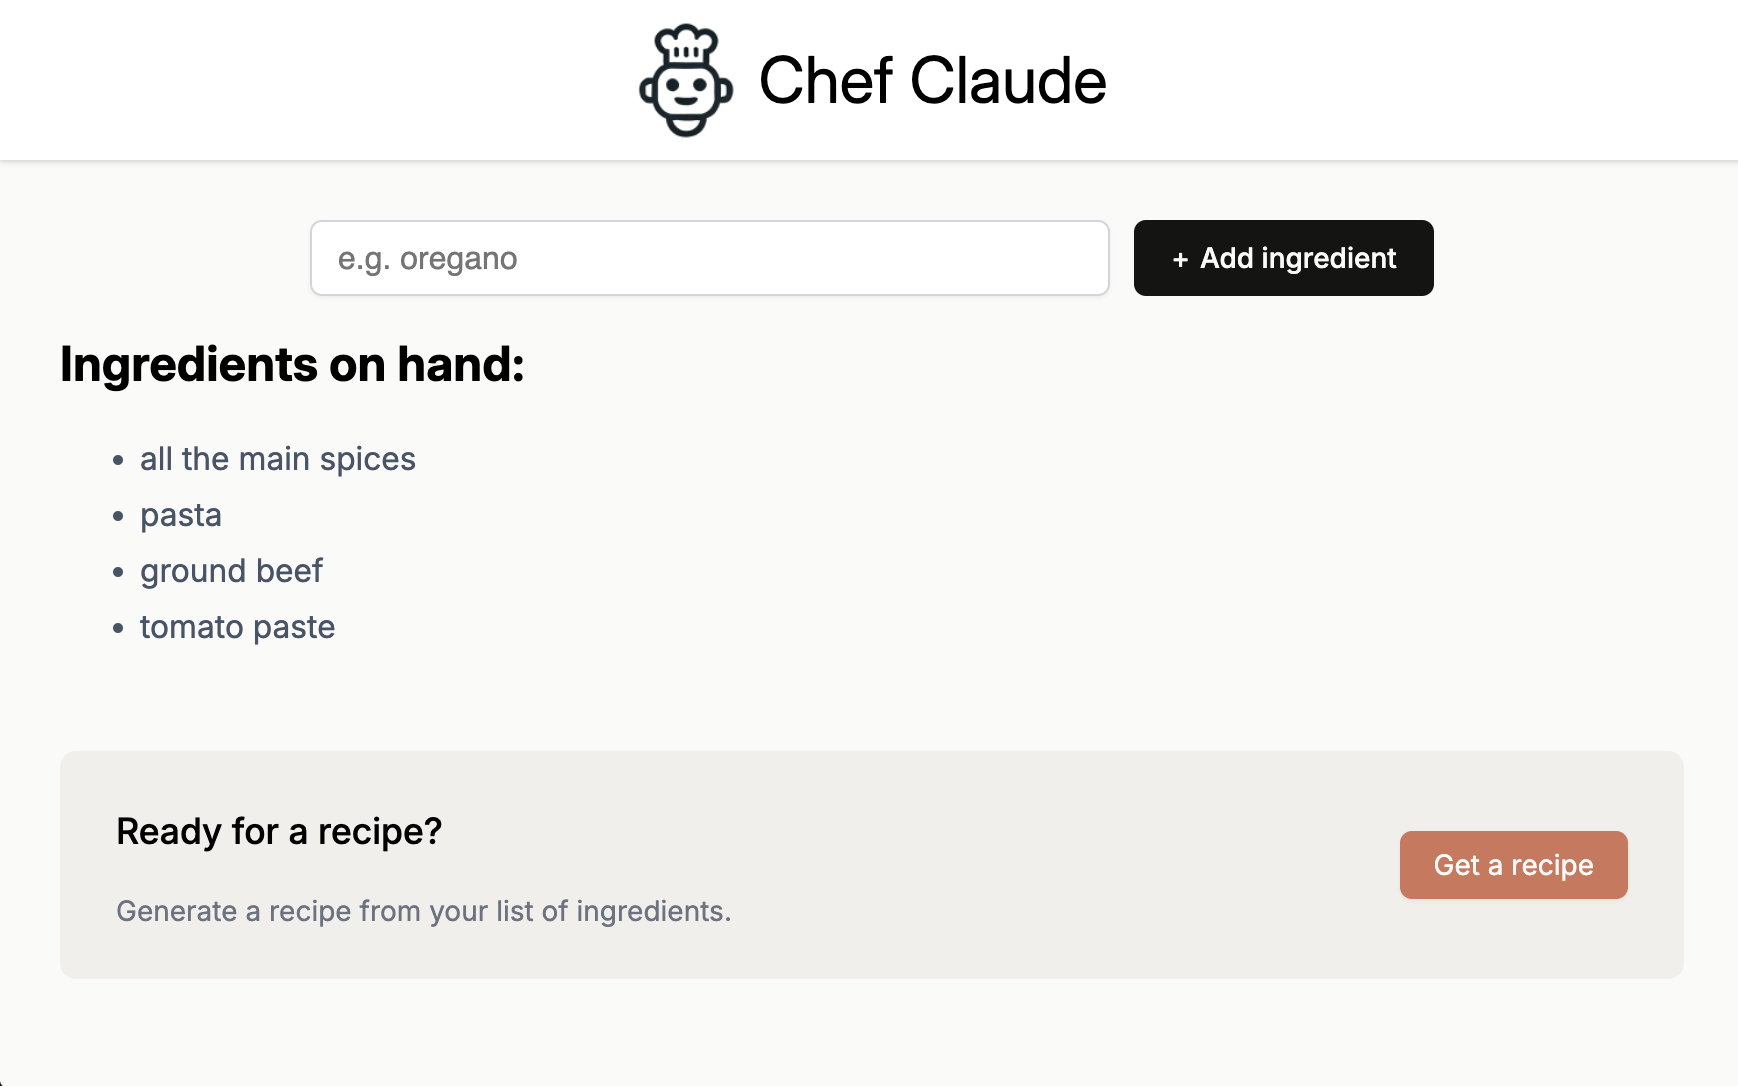 Chef Claude
e.g. oregano
+ Add ingredient
Ingredients on hand:
• all the main spices
• pasta
• ground beef
• tomato paste
Ready for a recipe?
Generate a recipe from your list of ingredients.
Get a recipe